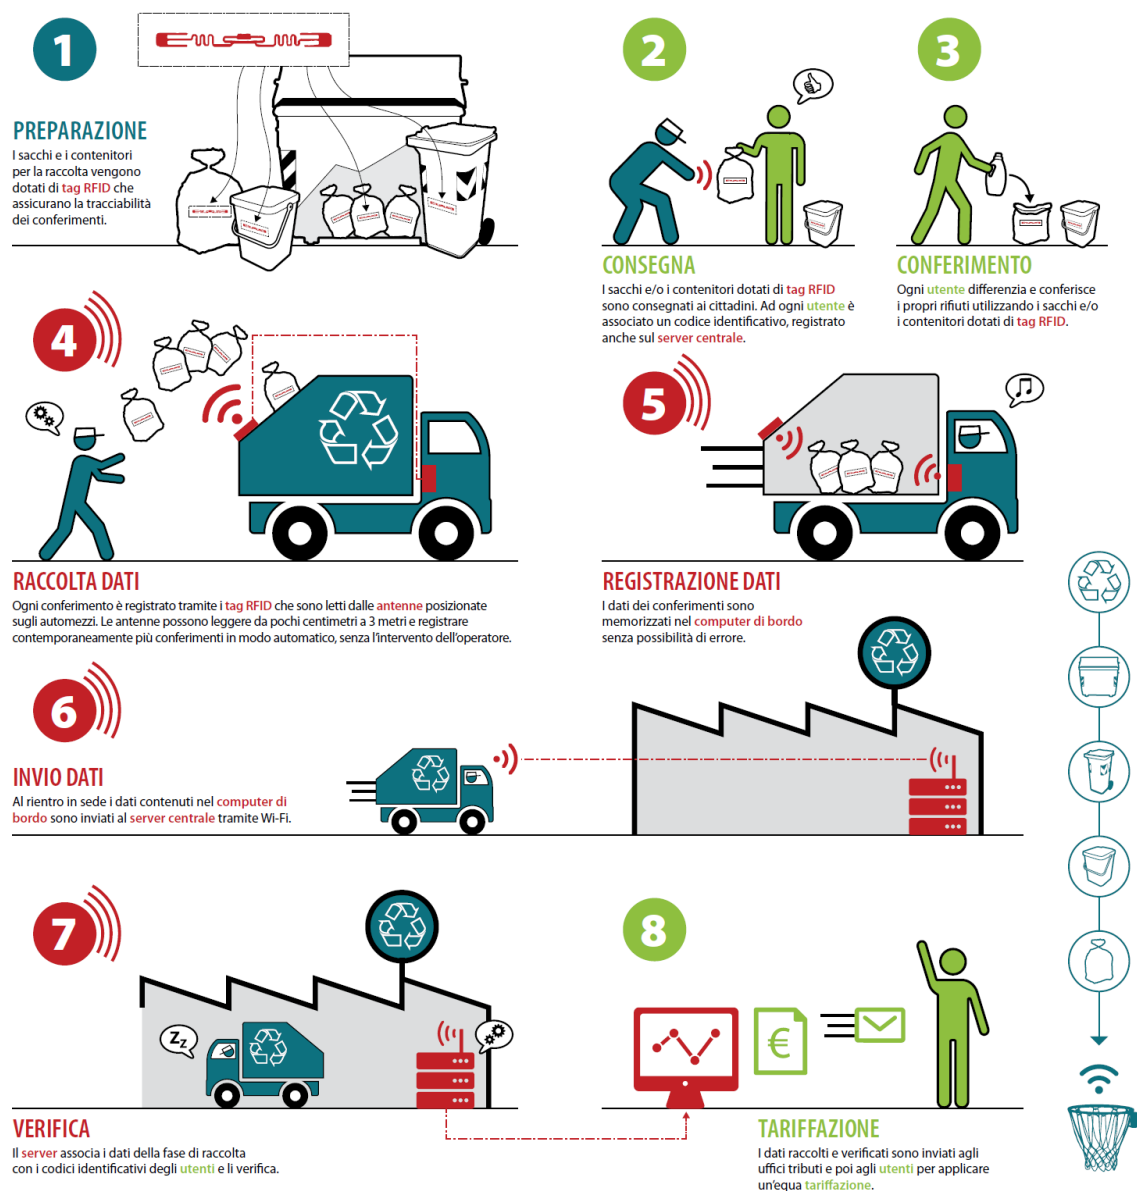 1
PREPARAZIONE
I sacchi e i contenitori
per la raccolta vengono
dotati di tag RFID che
assicurano la tracciabilità
dei conferimenti.
2
CONSEGNA
I sacchi e/o i contenitori dotati di tag RFID
sono consegnati ai cittadini. Ad ogni utente è
associato un codice identificativo, registrato
anche sul server centrale.
3
CONFERIMENTO
Ogni utente differenzia e conferisce
i propri rifiuti utilizzando i sacchi e/o
i contenitori dotati di tag RFID.
4
RACCOLTA DATI
Ogni conferimento è registrato tramite i tag RFID che sono letti dalle antenne posizionate
sugli automezzi. Le antenne possono leggere da pochi centimetri a 3 metri e registrare
contemporaneamente più conferimenti in modo automatico, senza l'intervento dell'operatore.
5
REGISTRAZIONE DATI
I dati dei conferimenti sono
memorizzati nel computer di bordo
senza possibilità di errore.
6
INVIO DATI
Al rientro in sede i dati contenuti nel computer di
bordo sono inviati al server centrale tramite Wi-Fi.
7
Zz
VERIFICA
Il server associa i dati della fase di raccolta
con i codici identificativi degli utenti e li verifica.
8
€
TARIFFAZIONE
I dati raccolti e verificati sono inviati agli
uffici tributi e poi agli utenti per applicare
un'equa tariffazione.